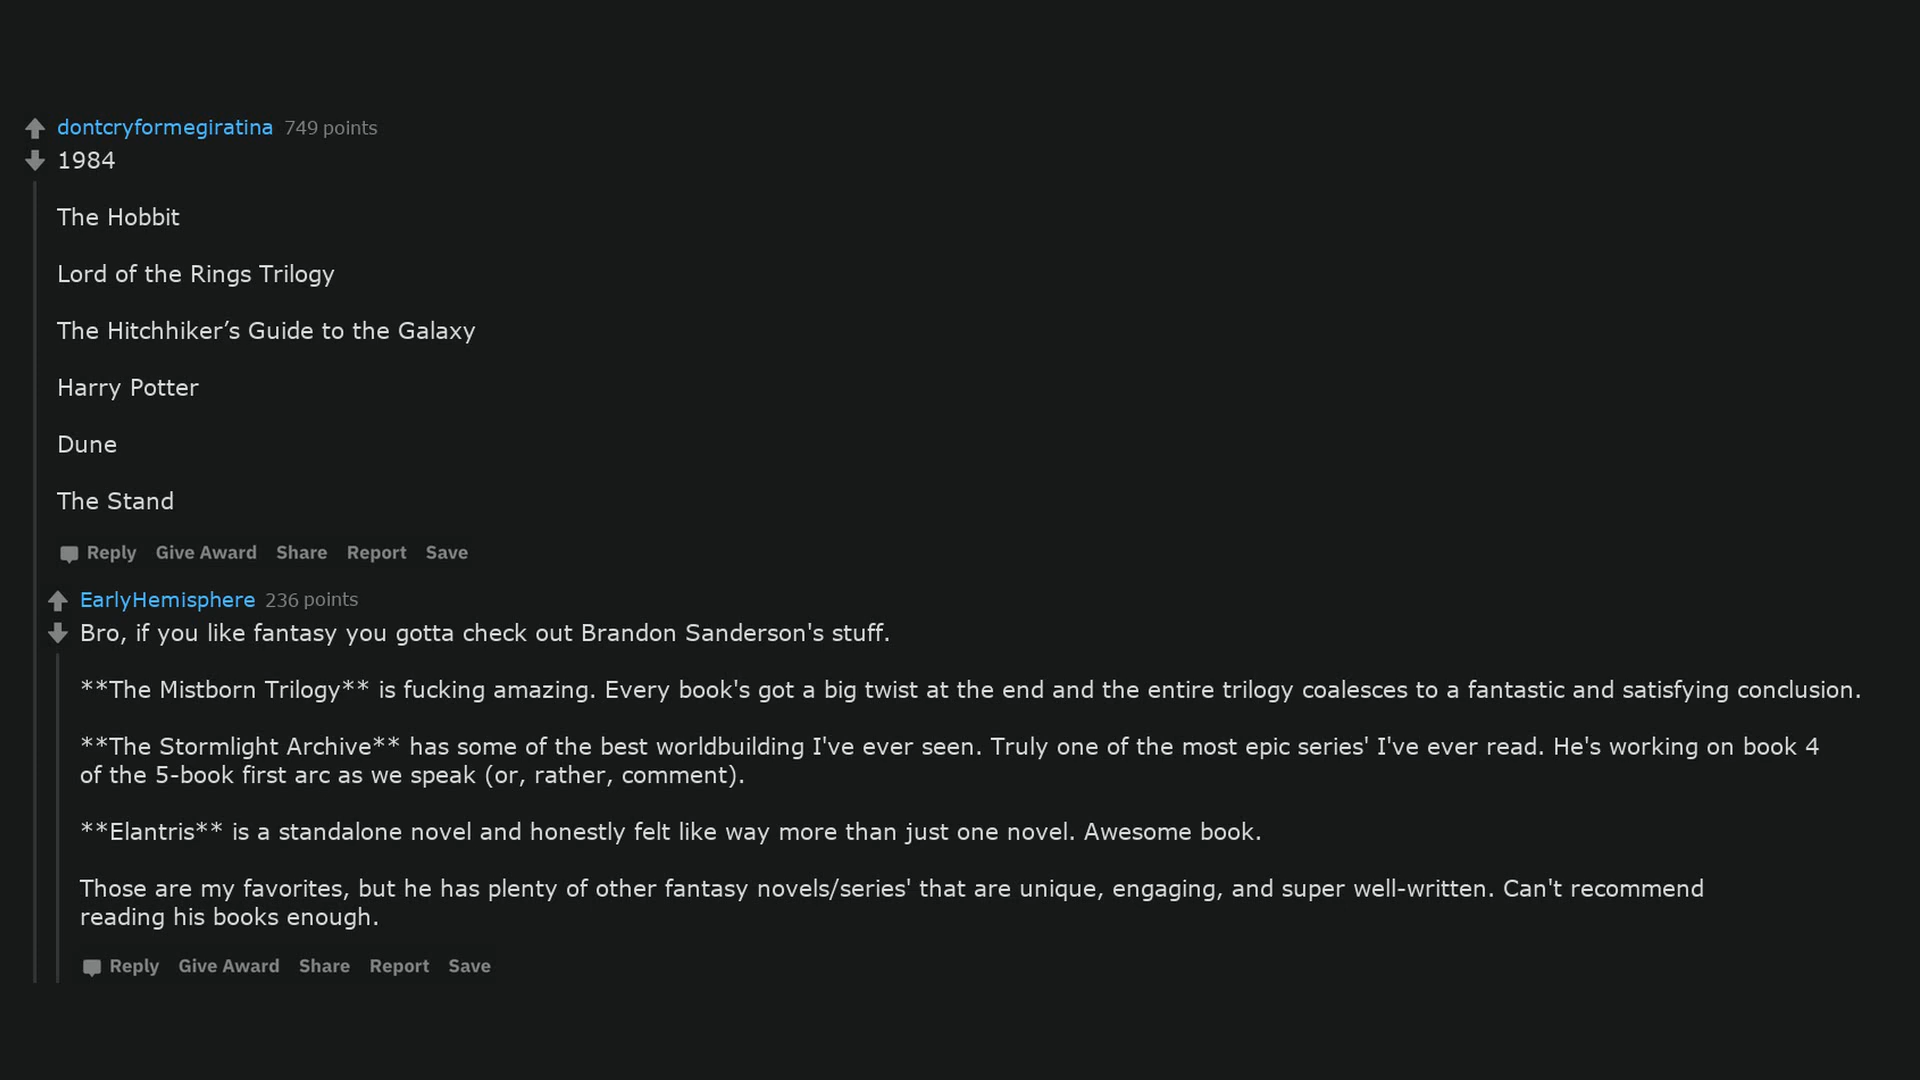 dontcryformegiratina 749 points
1984
The Hobbit
Lord of the Rings Trilogy
The Hitchhiker’s Guide to the Galaxy
Harry Potter
Dune
The Stand
Reply Give Award Share Report Save
EarlyHemisphere 236 points
Bro, if you like fantasy you gotta check out Brandon Sanderson's stuff.
**The Mistborn Trilogy** is fucking amazing. Every book's got a big twist at the end and the entire trilogy coalesces to a fantastic and satisfying conclusion.
**The Stormlight Archive** has some of the best worldbuilding I've ever seen. Truly one of the most epic series' I've ever read. He's working on book 4
of the 5-book first arc as we speak (or, rather, comment).
**Elantris** is a standalone novel and honestly felt like way more than just one novel. Awesome book.
Those are my favorites, but he has plenty of other fantasy novels/series' that are unique, engaging, and super well-written. Can't recommend
reading his books enough.
Reply Give Award Share Report Save